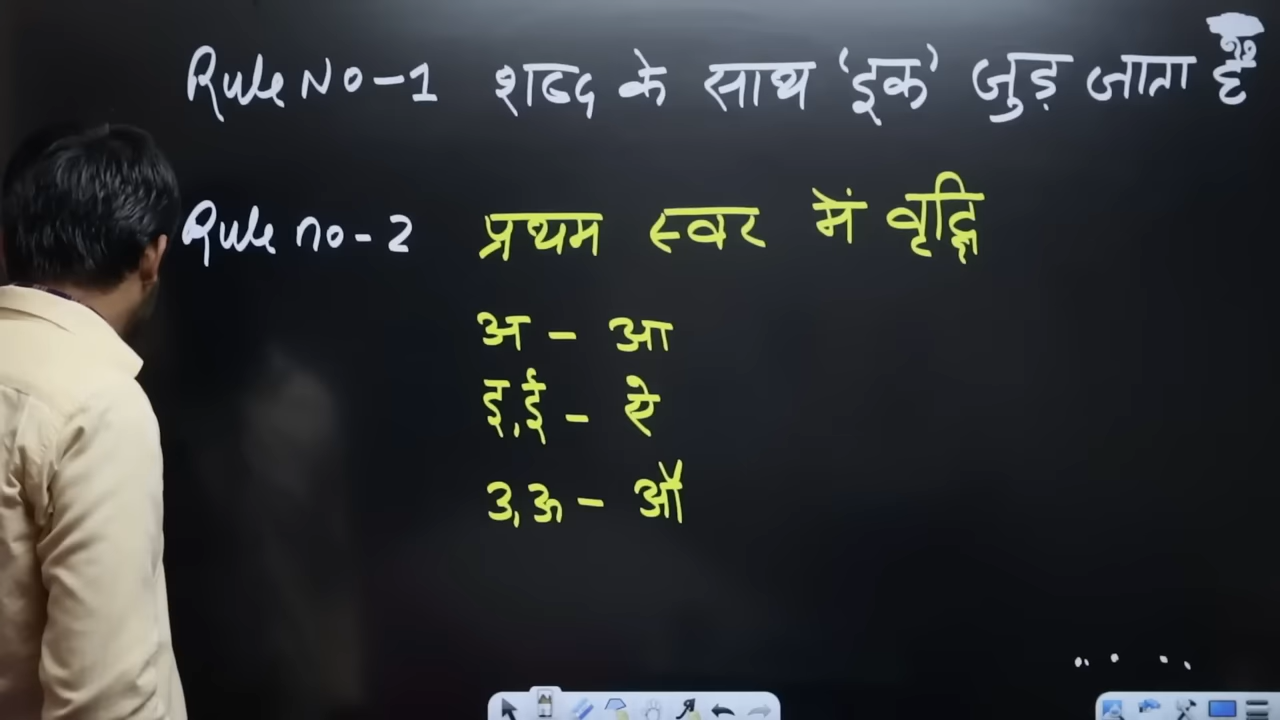 Rule No-1 शब्द के साथ 'इक' जुड़ जाता है
Rule no-2 प्रथम स्वर में वृद्धि
अ - आ
इ,ई - ऐ
उ,ऊ - औ